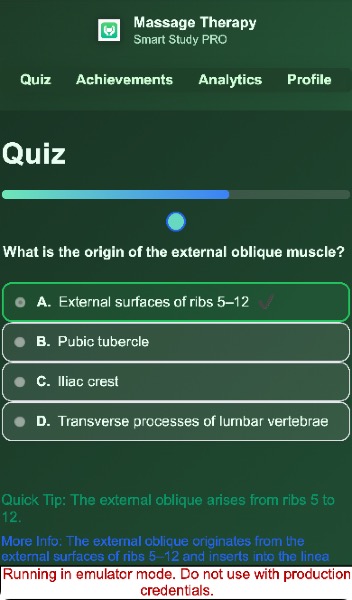 Massage Therapy
Smart Study PRO
Quiz Achievements Analytics Profile
Quiz
What is the origin of the external oblique muscle?
A. External surfaces of ribs 5–12
B. Pubic tubercle
C. Iliac crest
D. Transverse processes of lumbar vertebrae
Quick Tip: The external oblique arises from ribs 5 to
12.
More Info: The external oblique originates from the
external surfaces of ribs 5–12 and inserts into the linea
Running in emulator mode. Do not use with production
credentials.